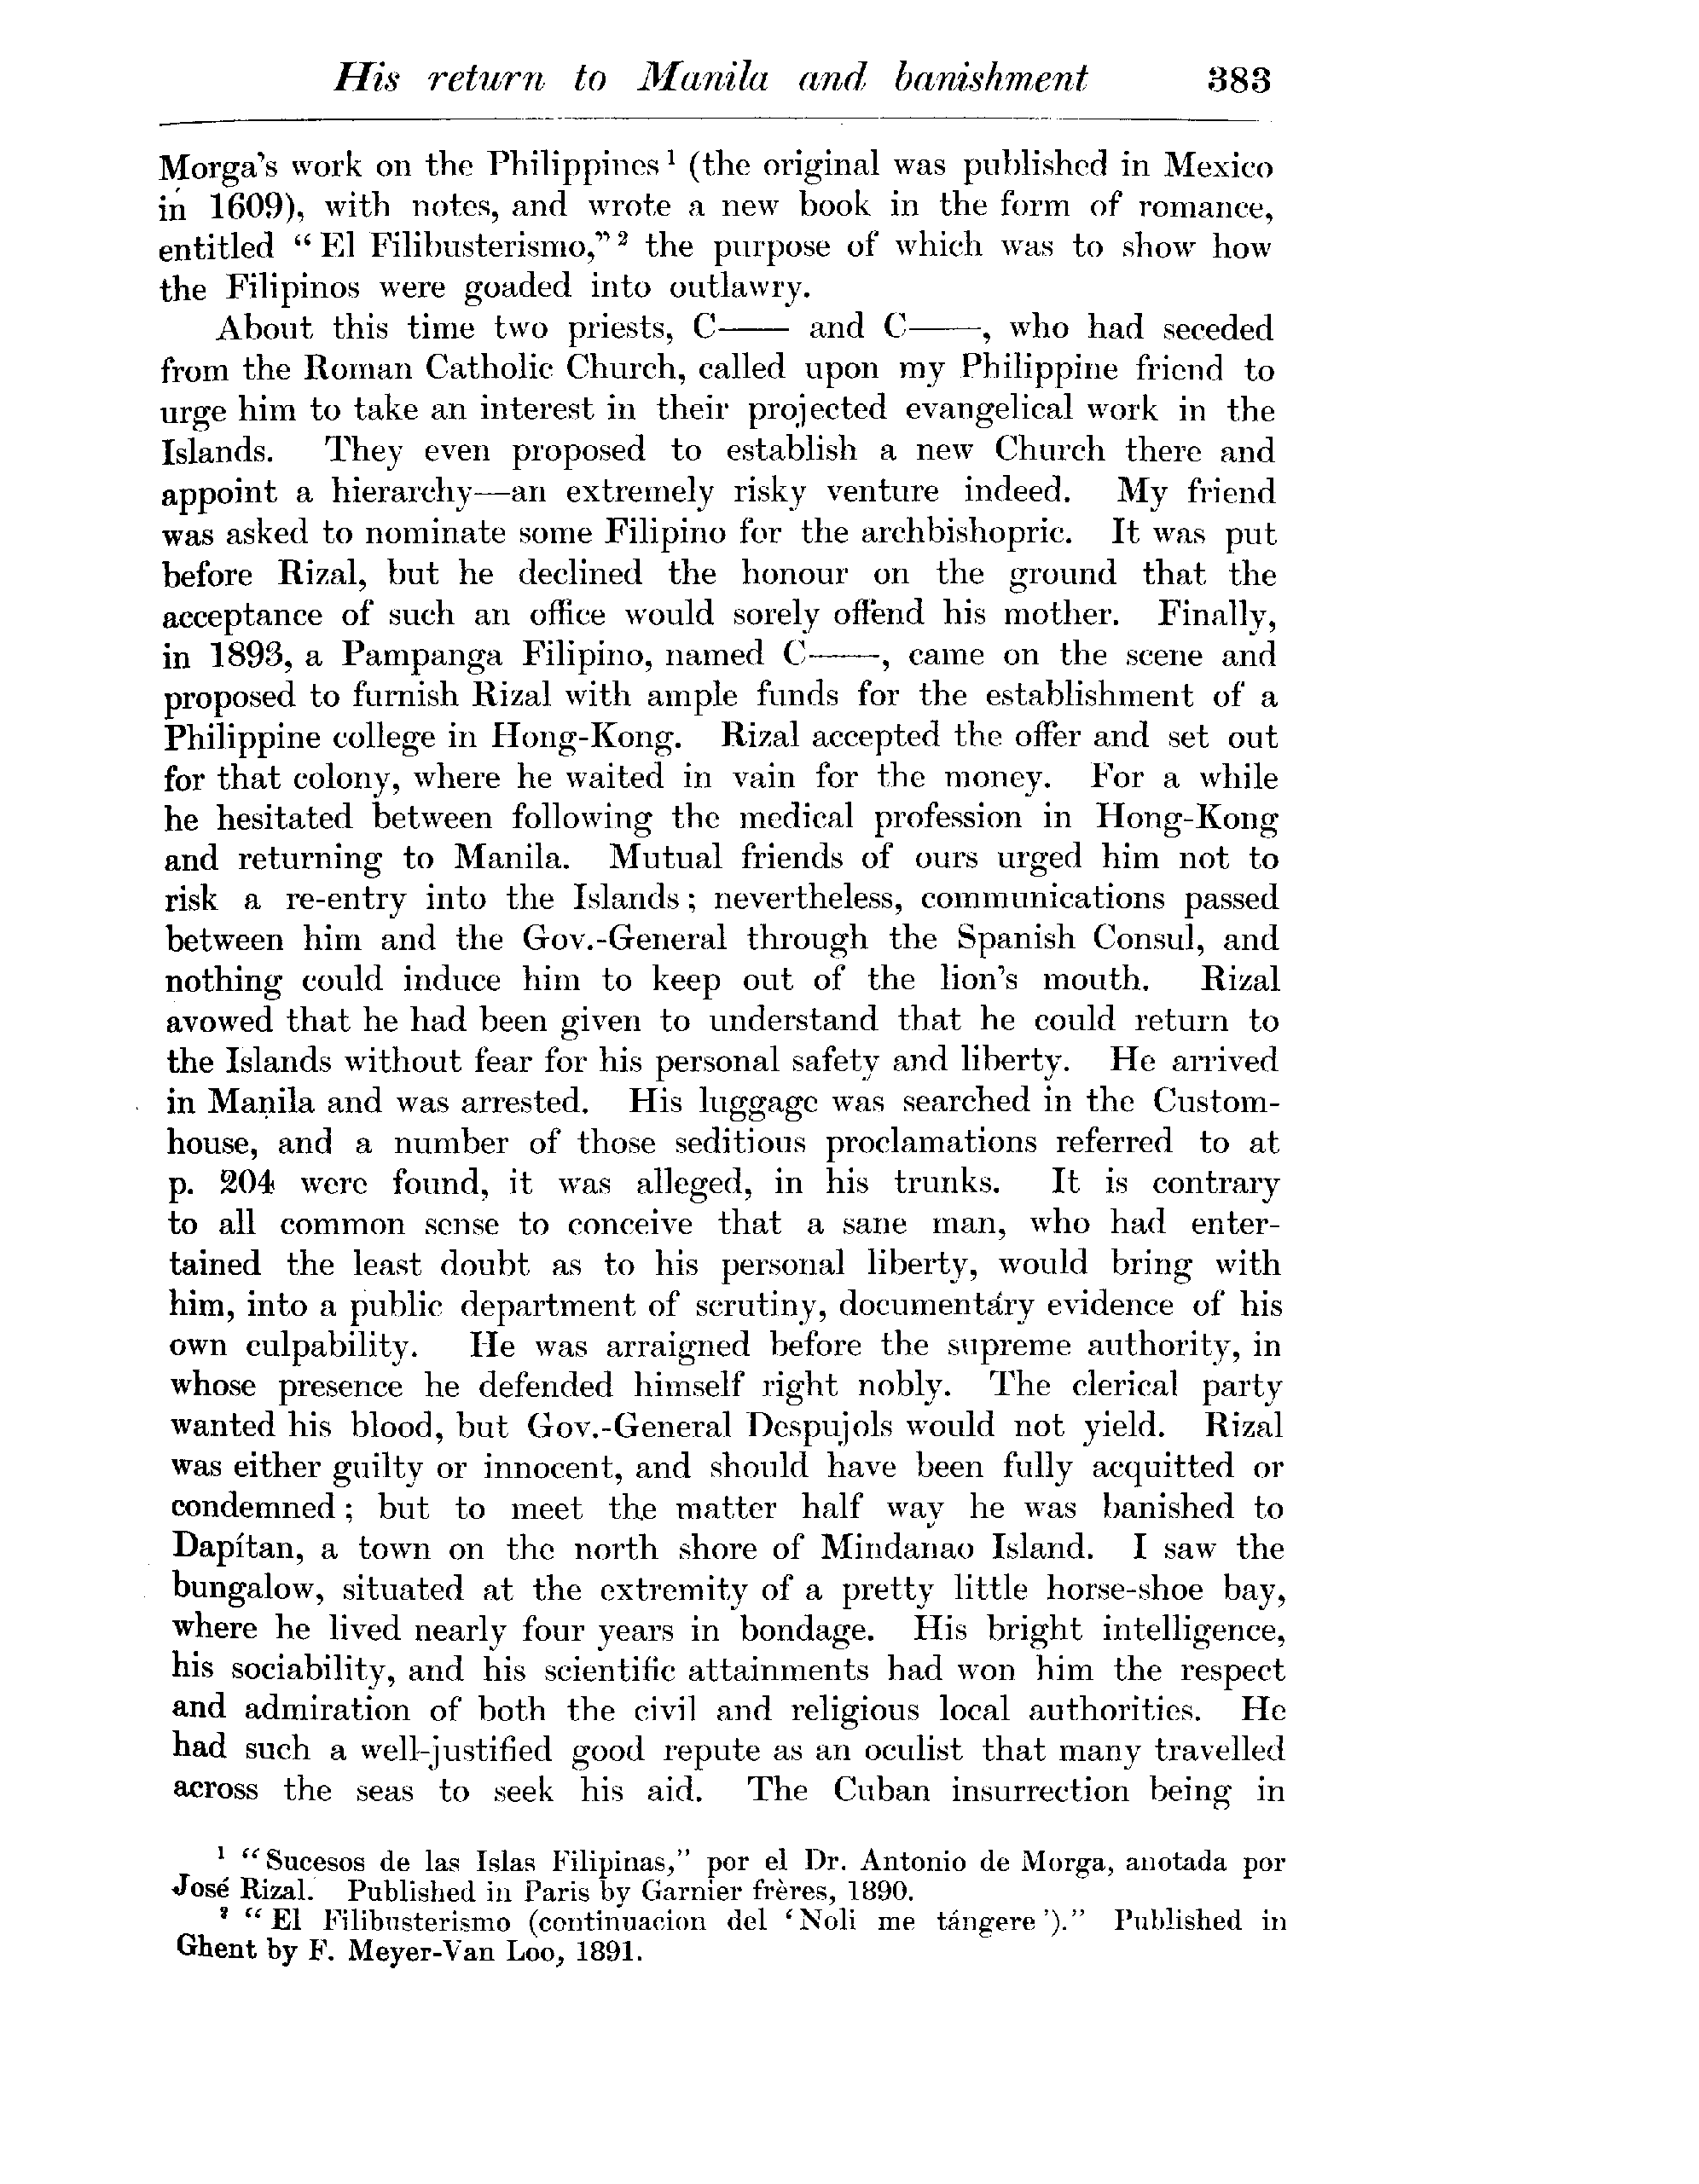 His return to Manila and banishment 383
Morga's work on the Philippines ¹ (the original was published in Mexico
in 1609), with notes, and wrote a new book in the form of romance,
entitled “ El Filibusterismo,” ² the purpose of which was to show how
the Filipinos were goaded into outlawry.
About this time two priests, C—— and C——, who had seceded
from the Roman Catholic Church, called upon my Philippine friend to
urge him to take an interest in their projected evangelical work in the
Islands. They even proposed to establish a new Church there and
appoint a hierarchy—an extremely risky venture indeed. My friend
was asked to nominate some Filipino for the archbishopric. It was put
before Rizal, but he declined the honour on the ground that the
acceptance of such an office would sorely offend his mother. Finally,
in 1893, a Pampanga Filipino, named C——, came on the scene and
proposed to furnish Rizal with ample funds for the establishment of a
Philippine college in Hong-Kong. Rizal accepted the offer and set out
for that colony, where he waited in vain for the money. For a while
he hesitated between following the medical profession in Hong-Kong
and returning to Manila. Mutual friends of ours urged him not to
risk a re-entry into the Islands ; nevertheless, communications passed
between him and the Gov.-General through the Spanish Consul, and
nothing could induce him to keep out of the lion's mouth. Rizal
avowed that he had been given to understand that he could return to
the Islands without fear for his personal safety and liberty. He arrived
in Manila and was arrested. His luggage was searched in the Custom-
house, and a number of those seditious proclamations referred to at
p. 204 were found, it was alleged, in his trunks. It is contrary
to all common sense to conceive that a sane man, who had enter-
tained the least doubt as to his personal liberty, would bring with
him, into a public department of scrutiny, documentary evidence of his
own culpability. He was arraigned before the supreme authority, in
whose presence he defended himself right nobly. The clerical party
wanted his blood, but Gov.-General Despujols would not yield. Rizal
was either guilty or innocent, and should have been fully acquitted or
condemned ; but to meet the matter half way he was banished to
Dapítan, a town on the north shore of Mindanao Island. I saw the
bungalow, situated at the extremity of a pretty little horse-shoe bay,
where he lived nearly four years in bondage. His bright intelligence,
his sociability, and his scientific attainments had won him the respect
and admiration of both the civil and religious local authorities. He
had such a well-justified good repute as an oculist that many travelled
across the seas to seek his aid. The Cuban insurrection being in
¹ “ Sucesos de las Islas Filipinas,” por el Dr. Antonio de Morga, anotada por
José Rizal. Published in Paris by Garnier frères, 1890.
² “ El Filibusterismo (continuacion del ‘ Noli me tángere ’).” Published in
Ghent by F. Meyer-Van Loo, 1891.